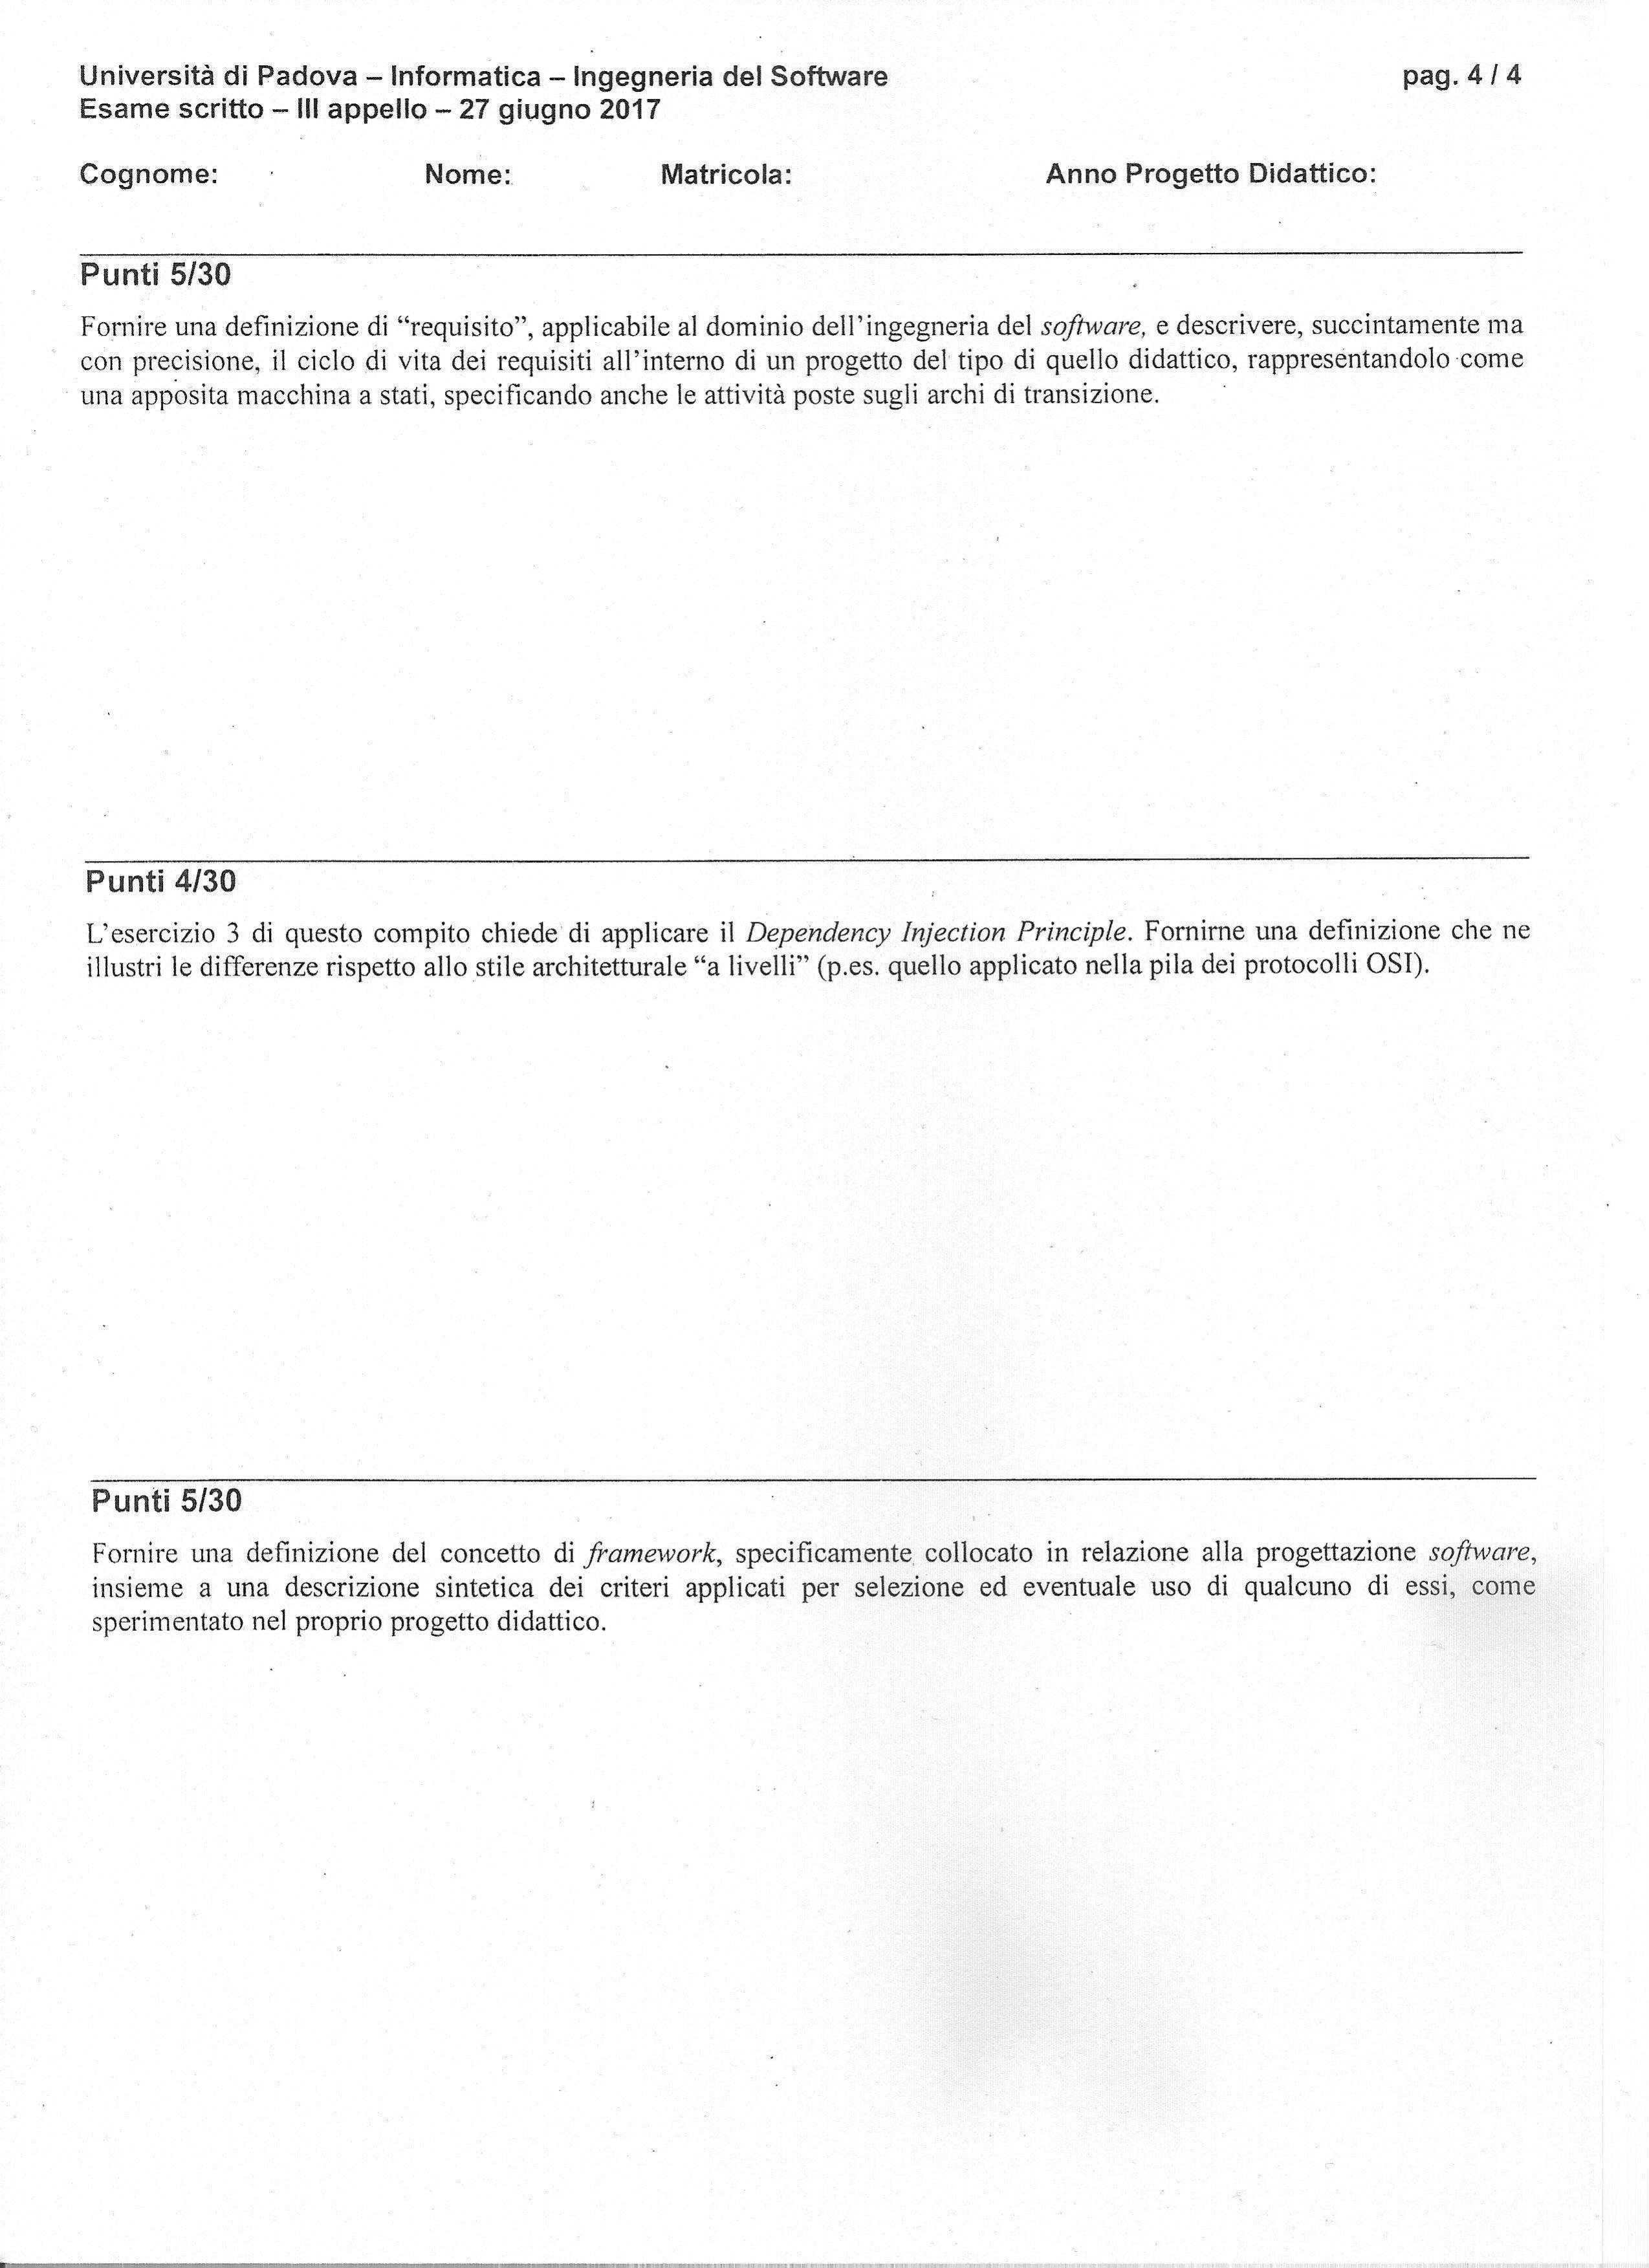 Università di Padova – Informatica – Ingegneria del Software pag. 4 / 4
Esame scritto – III appello – 27 giugno 2017
Cognome: Nome: Matricola: Anno Progetto Didattico:
Punti 5/30
Fornire una definizione di “requisito”, applicabile al dominio dell’ingegneria del software, e descrivere, succintamente ma
con precisione, il ciclo di vita dei requisiti all’interno di un progetto del tipo di quello didattico, rappresentandolo come
una apposita macchina a stati, specificando anche le attività poste sugli archi di transizione.
Punti 4/30
L’esercizio 3 di questo compito chiede di applicare il Dependency Injection Principle. Fornirne una definizione che ne
illustri le differenze rispetto allo stile architetturale “a livelli” (p.es. quello applicato nella pila dei protocolli OSI).
Punti 5/30
Fornire una definizione del concetto di framework, specificamente collocato in relazione alla progettazione software,
insieme a una descrizione sintetica dei criteri applicati per selezione ed eventuale uso di qualcuno di essi, come
sperimentato nel proprio progetto didattico.